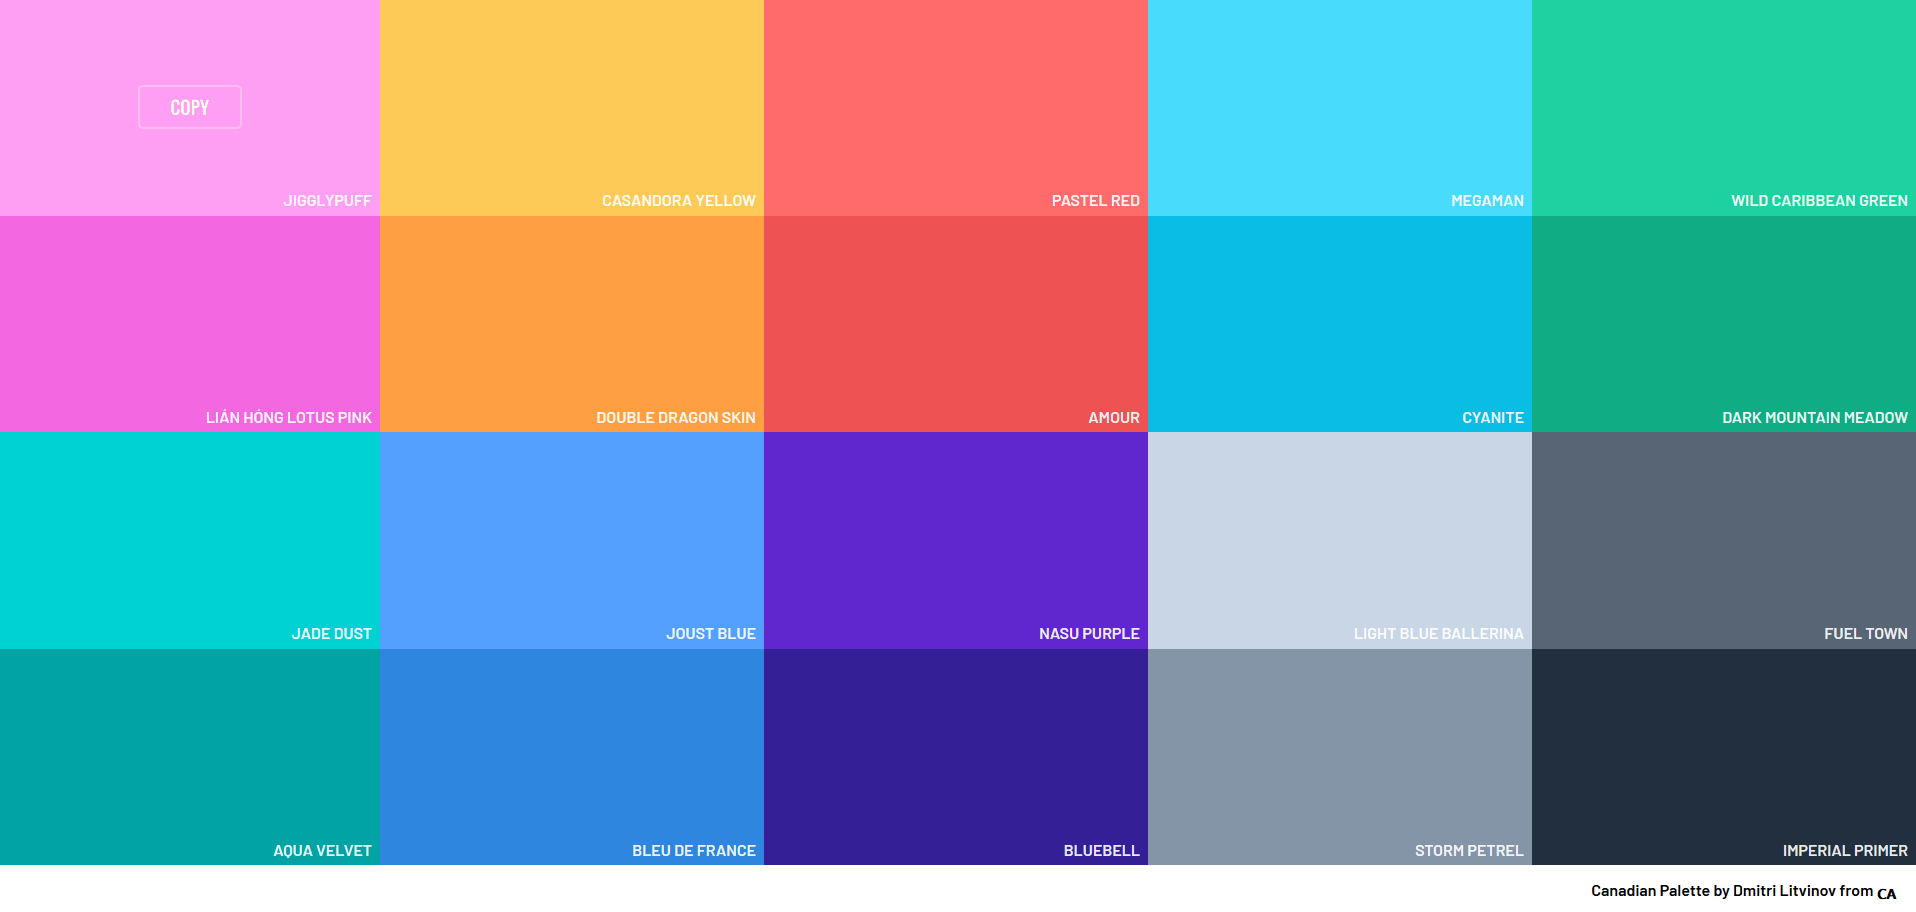 COPY
JIGGLYPUFF
CASANDORA YELLOW
PASTEL RED
MEGAMAN
WILD CARIBBEAN GREEN
LIÁN HÓNG LOTUS PINK
DOUBLE DRAGON SKIN
AMOUR
CYANITE
DARK MOUNTAIN MEADOW
JADE DUST
JOUST BLUE
NASU PURPLE
LIGHT BLUE BALLERINA
FUEL TOWN
AQUA VELVET
BLEU DE FRANCE
BLUEBELL
STORM PETREL
IMPERIAL PRIMER
Canadian Palette by Dmitri Litvinov from CA